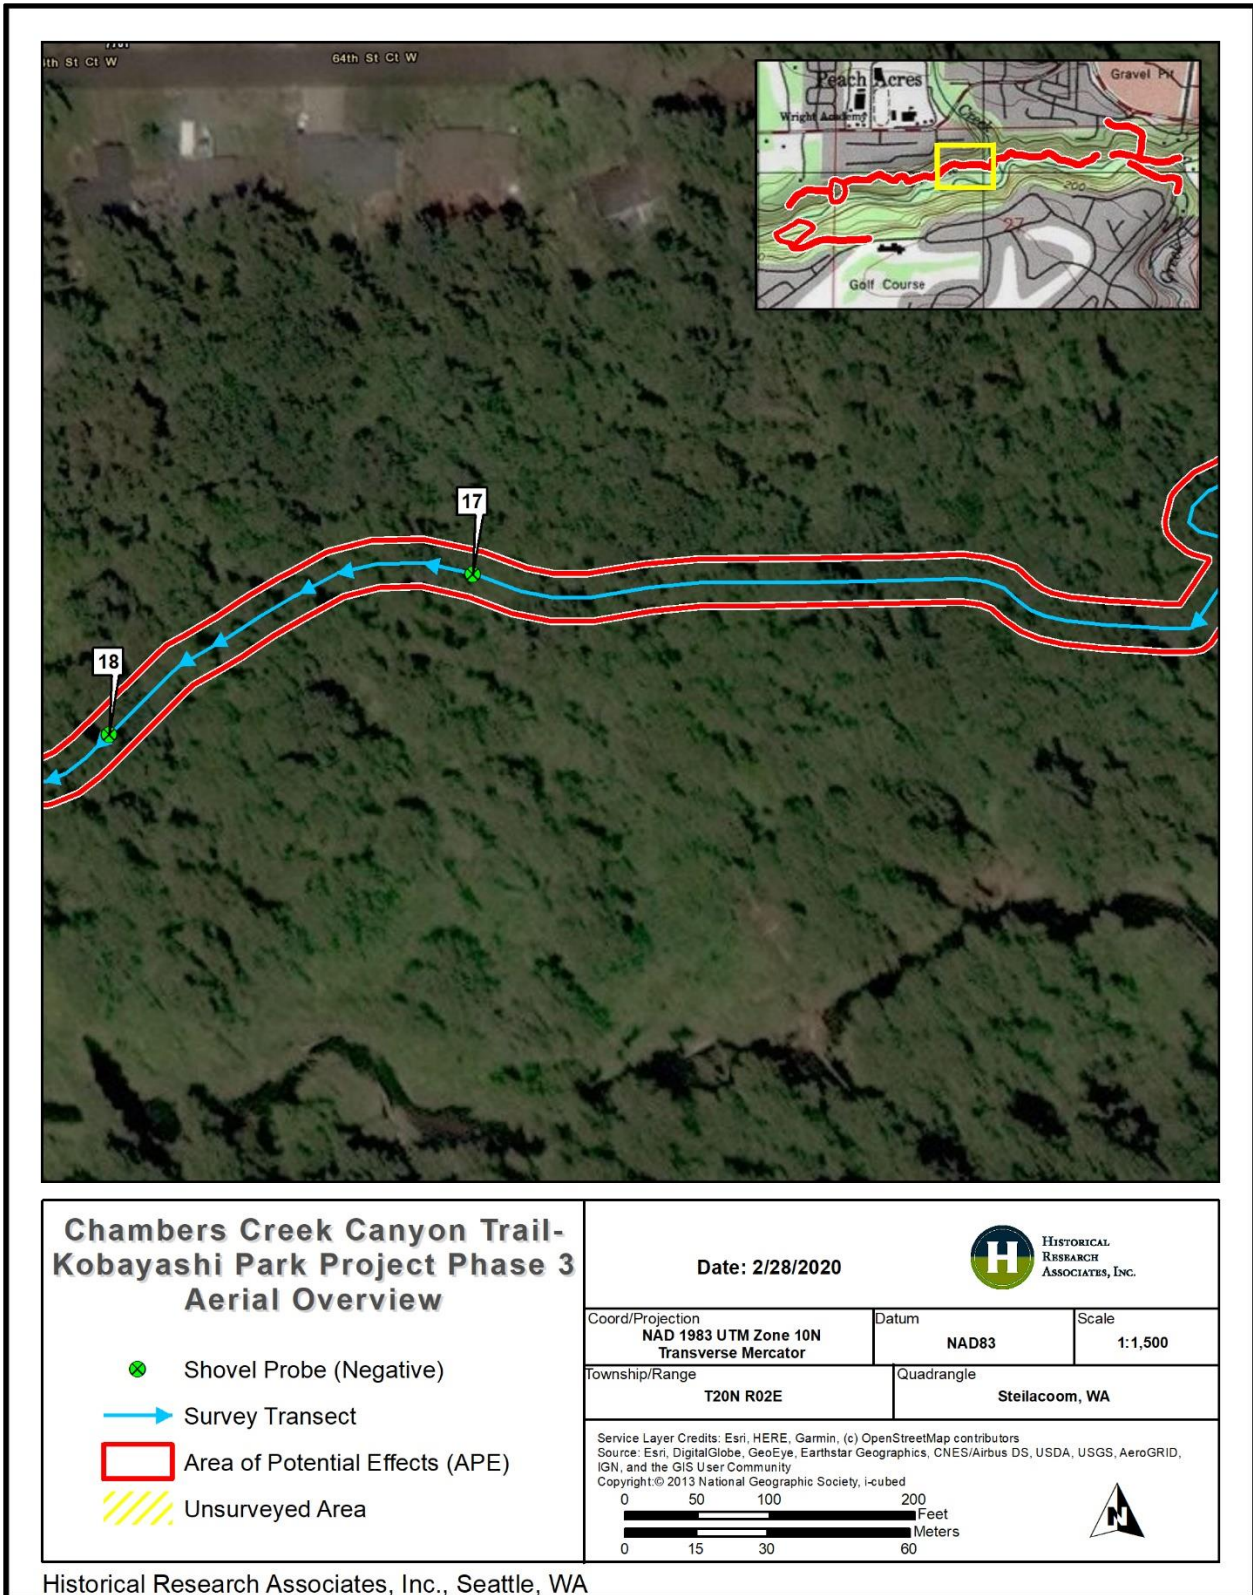 4th St Ct W
64th St Ct W
Peach Acres
Gravel Pit
Wright Academy
Creek
200
27
Creek
Golf Course
17
18
Chambers Creek Canyon Trail-
Kobayashi Park Project Phase 3
Aerial Overview
Shovel Probe (Negative)
Survey Transect
Area of Potential Effects (APE)
Unsurveyed Area
Date: 2/28/2020
H
HISTORICAL
RESEARCH
ASSOCIATES, INC.
Coord/Projection
NAD 1983 UTM Zone 10N
Transverse Mercator
Datum
NAD83
Scale
1:1,500
Township/Range
T20N R02E
Quadrangle
Steilacoom, WA
Service Layer Credits: Esri, HERE, Garmin, (c) OpenStreetMap contributors
Source: Esri, DigitalGlobe, GeoEye, Earthstar Geographics, CNES/Airbus DS, USDA, USGS, AeroGRID,
IGN, and the GIS User Community
Copyright:© 2013 National Geographic Society, i-cubed
0 50 100 200
Feet
Meters
0 15 30 60
N
Historical Research Associates, Inc., Seattle, WA